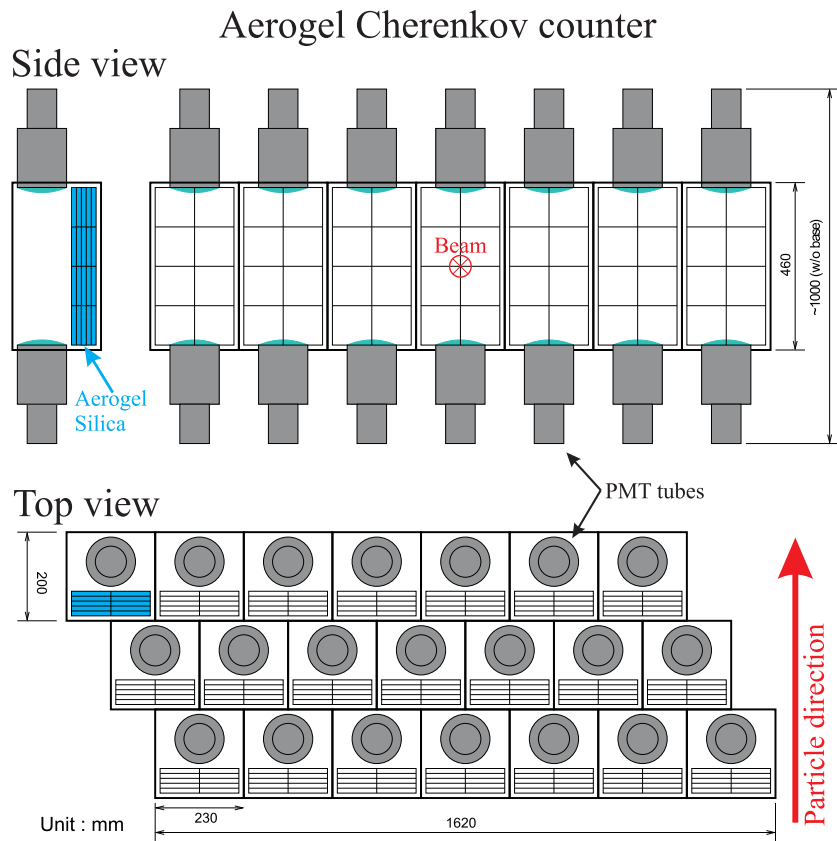 Aerogel Cherenkov counter
Side view
Beam
460
~1000 (w/o base)
Aerogel
Silica
PMT tubes
Top view
200
Particle direction
230
1620
Unit : mm